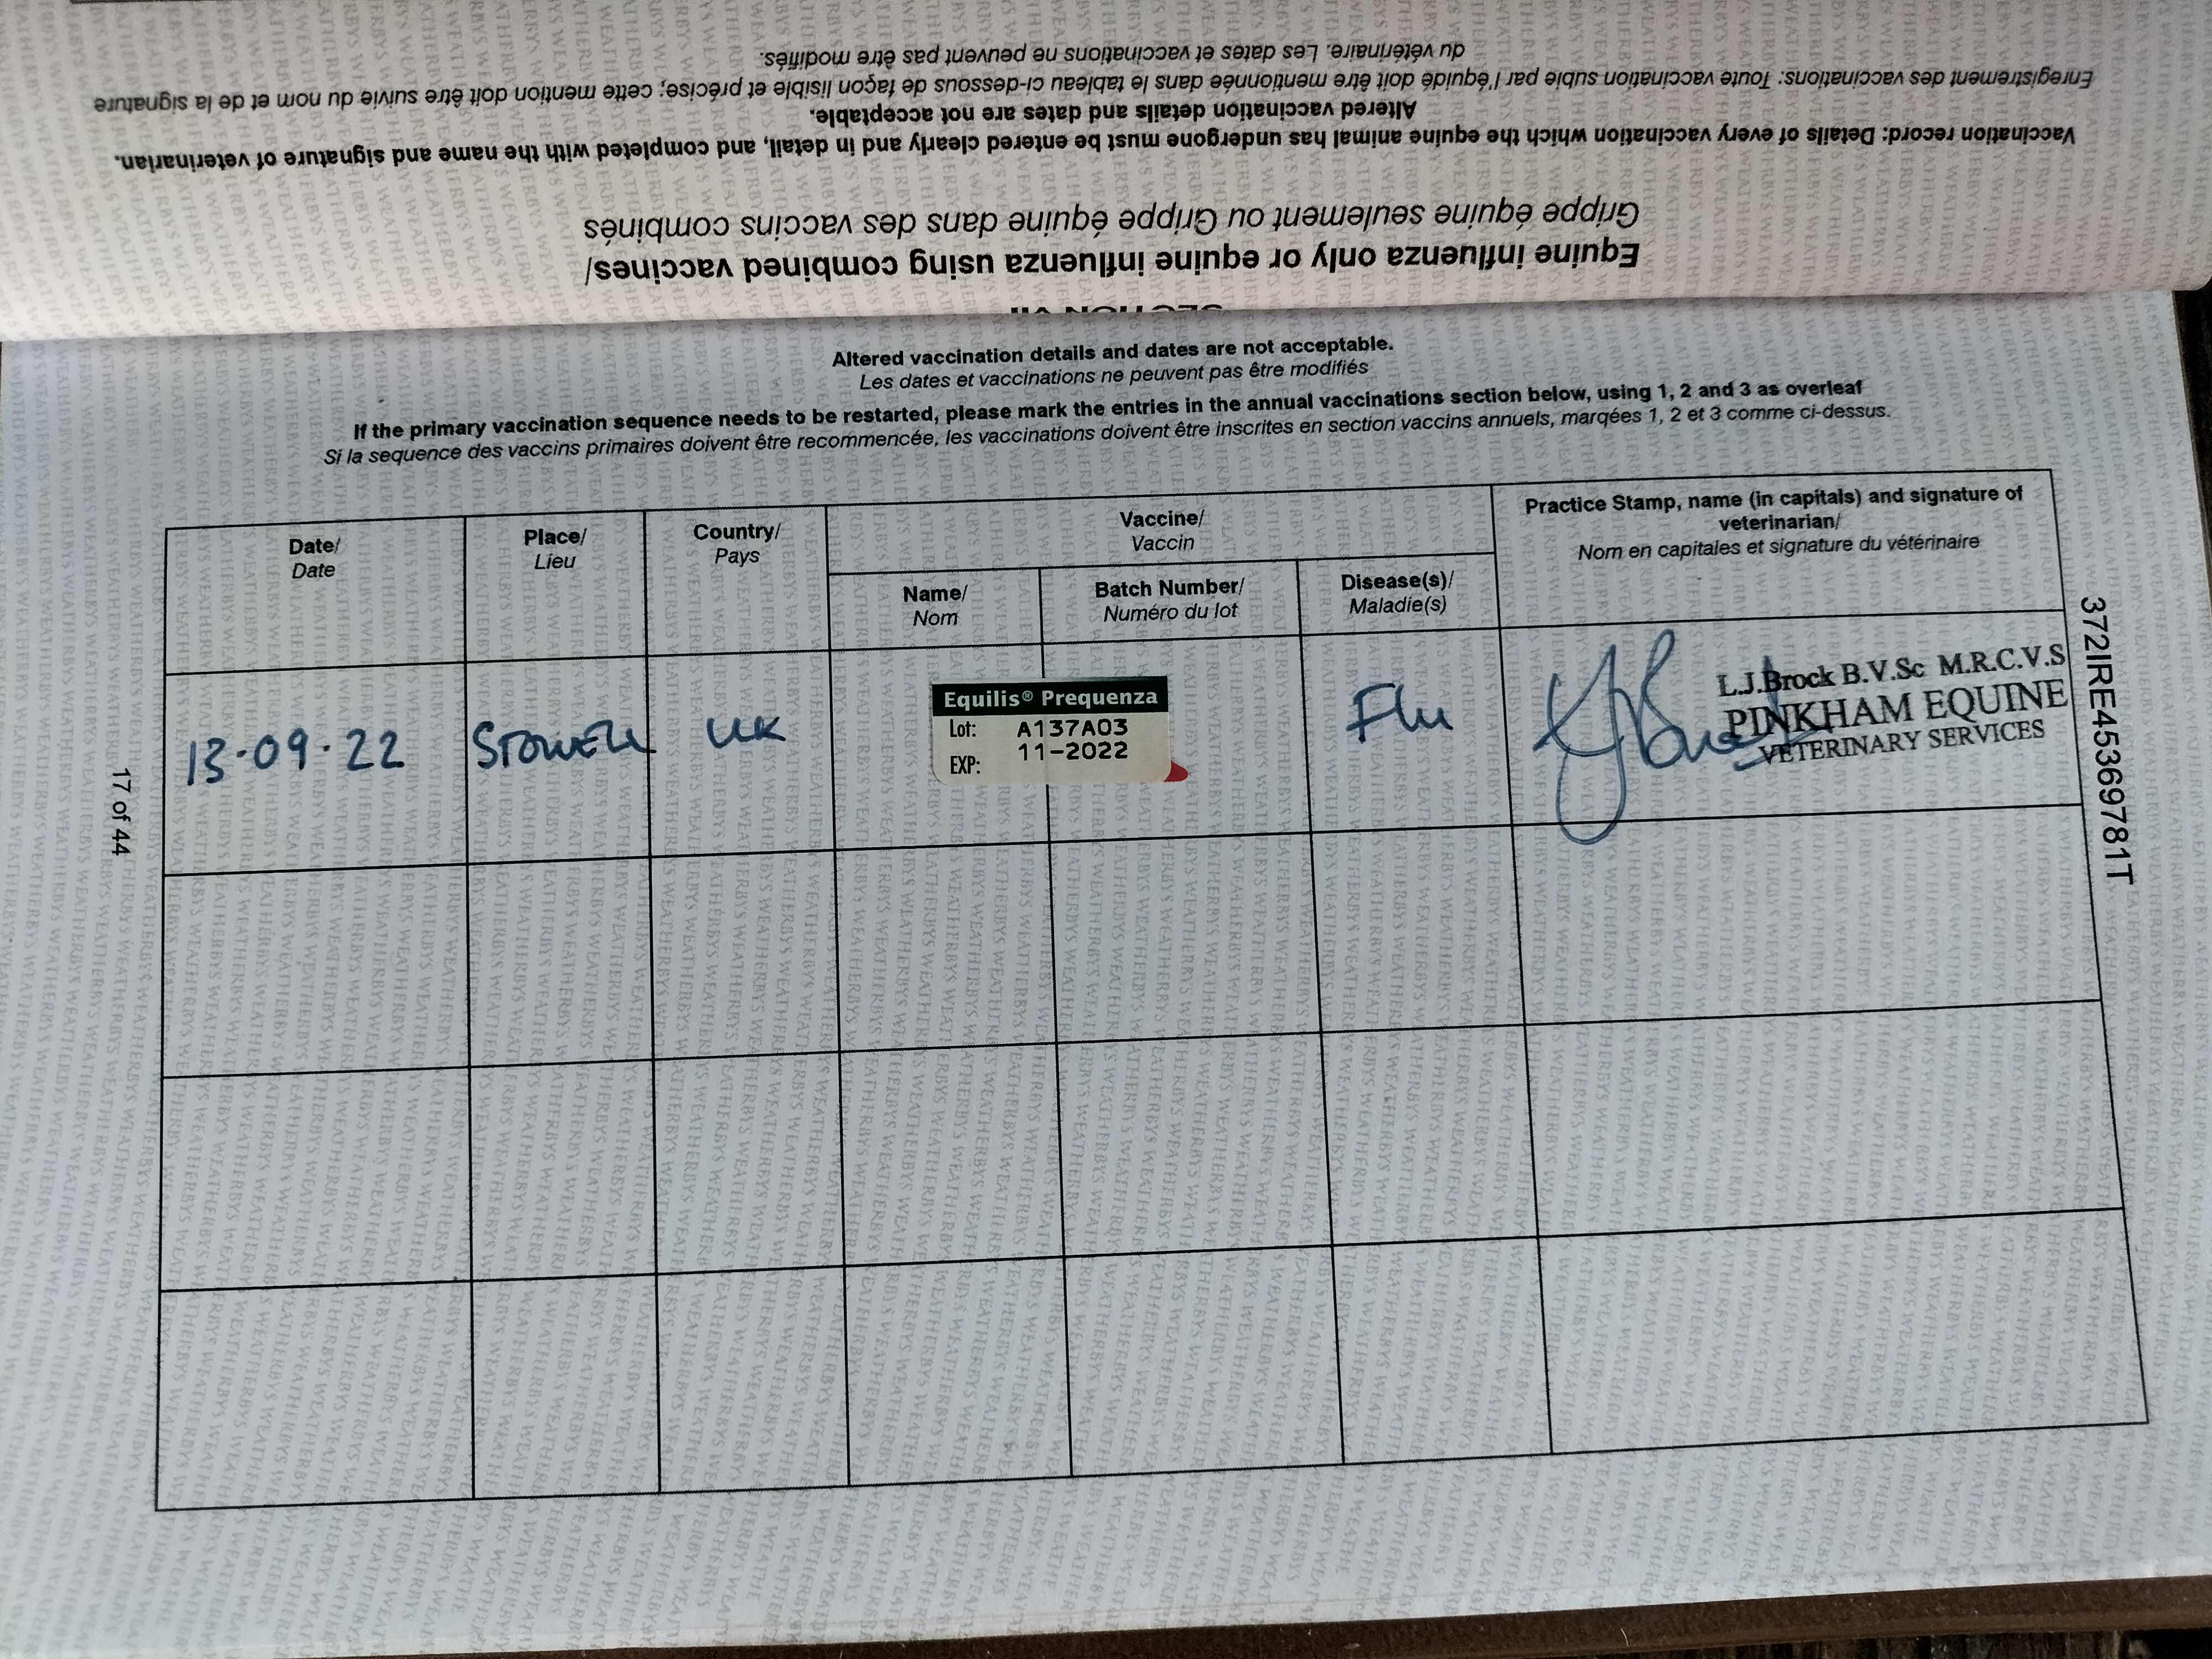 du vétérinaire. Les dates et vaccinations ne peuvent pas être modifiés.
Enregistrement des vaccinations: Toute vaccination subie par l'équidé doit être mentionnée dans le tableau ci-dessous de façon lisible et précise; cette mention doit être suivie du nom et de la signature
Altered vaccination details and dates are not acceptable.
Vaccination record: Details of every vaccination which the equine animal has undergone must be entered clearly and in detail, and completed with the name and signature of veterinarian.
Grippe équine seulement ou Grippe équine dans des vaccins combinés
Equine influenza only or equine influenza using combined vaccines/
SECTION VII
Altered vaccination details and dates are not acceptable.
Les dates et vaccinations ne peuvent pas être modifiés
If the primary vaccination sequence needs to be restarted, please mark the entries in the annual vaccinations section below, using 1, 2 and 3 as overleaf
Si la sequence des vaccins primaires doivent être recommencée, les vaccinations doivent être inscrites en section vaccins annuels, marqées 1, 2 et 3 comme ci-dessus.
Date/
Date
Place/
Lieu
Country/
Pays
Vaccine/
Vaccin
Name/
Nom
Batch Number/
Numéro du lot
Disease(s)/
Maladie(s)
Practice Stamp, name (in capitals) and signature of
veterinarian/
Nom en capitales et signature du vétérinaire
13.09.22
STOWELL
UK
Equilis® Prequenza
Lot: A137A03
EXP: 11-2022
Flu
L.J.Brock B.V.Sc M.R.C.V.S
PINKHAM EQUINE
VETERINARY SERVICES
372IRE45369781T
17 of 44